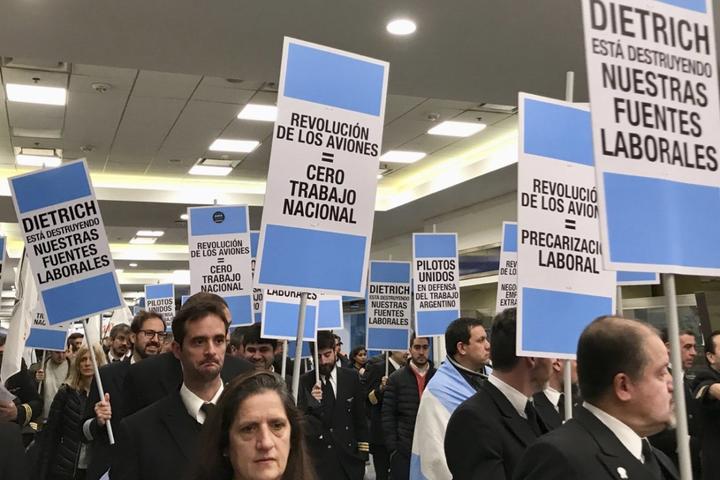 DIETRICH
ESTÁ DESTRUYENDO
NUESTRAS
FUENTES
LABORALES
REVOLUCIÓN
DE LOS AVIONES
=
CERO
TRABAJO
NACIONAL
REVOLUCIÓN
DE LOS AVIONES
=
CERO
TRABAJO
NACIONAL
DIETRICH
ESTÁ DESTRUYENDO
NUESTRAS
FUENTES
LABORALES
PILOTOS
UNIDOS
EN DEFENSA
DEL TRABAJO
ARGENTINO
REVOLUCIÓN
DE LOS AVIONES
=
PRECARIZACIÓ
LABORAL
DIETRICH
ESTÁ DESTRUYENDO
NUESTRAS
FUENTES
LABORALES
LABORALES